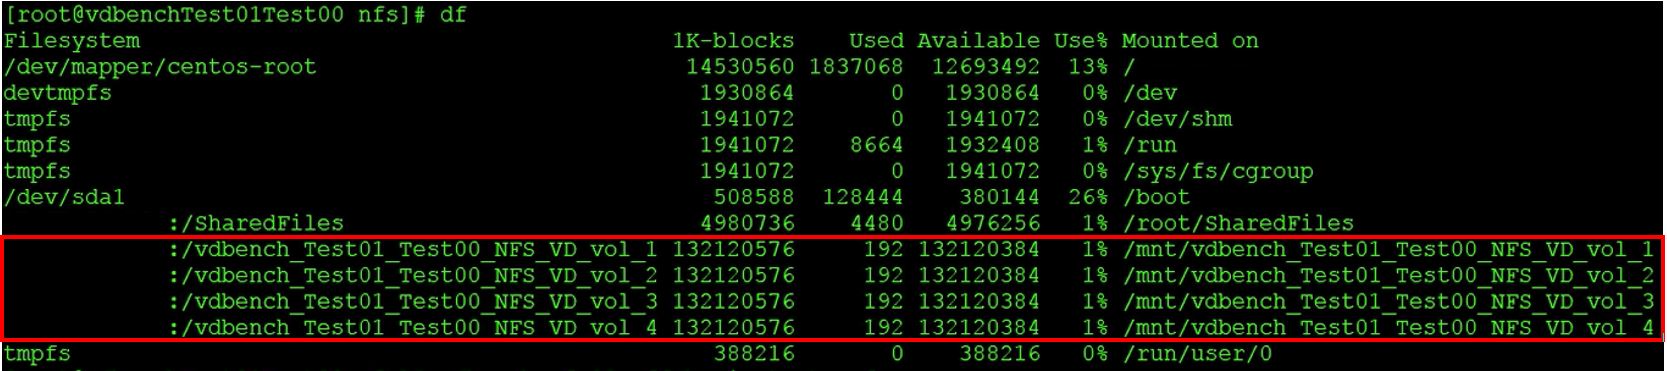 [root@vdbenchTest01Test00 nfs]# df
Filesystem 1K-blocks Used Available Use% Mounted on
/dev/mapper/centos-root 14530560 1837068 12693492 13% /
devtmpfs 1930864 0 1930864 0% /dev
tmpfs 1941072 0 1941072 0% /dev/shm
tmpfs 1941072 8664 1932408 1% /run
tmpfs 1941072 0 1941072 0% /sys/fs/cgroup
/dev/sda1 508588 128444 380144 26% /boot
:/SharedFiles 4980736 4480 4976256 1% /root/SharedFiles
:/vdbench_Test01_Test00_NFS_VD_vol_1 132120576 192 132120384 1% /mnt/vdbench_Test01_Test00_NFS_VD_vol_1
:/vdbench_Test01_Test00_NFS_VD_vol_2 132120576 192 132120384 1% /mnt/vdbench_Test01_Test00_NFS_VD_vol_2
:/vdbench_Test01_Test00_NFS_VD_vol_3 132120576 192 132120384 1% /mnt/vdbench_Test01_Test00_NFS_VD_vol_3
:/vdbench_Test01_Test00_NFS_VD_vol_4 132120576 192 132120384 1% /mnt/vdbench_Test01_Test00_NFS_VD_vol_4
tmpfs 388216 0 388216 0% /run/user/0